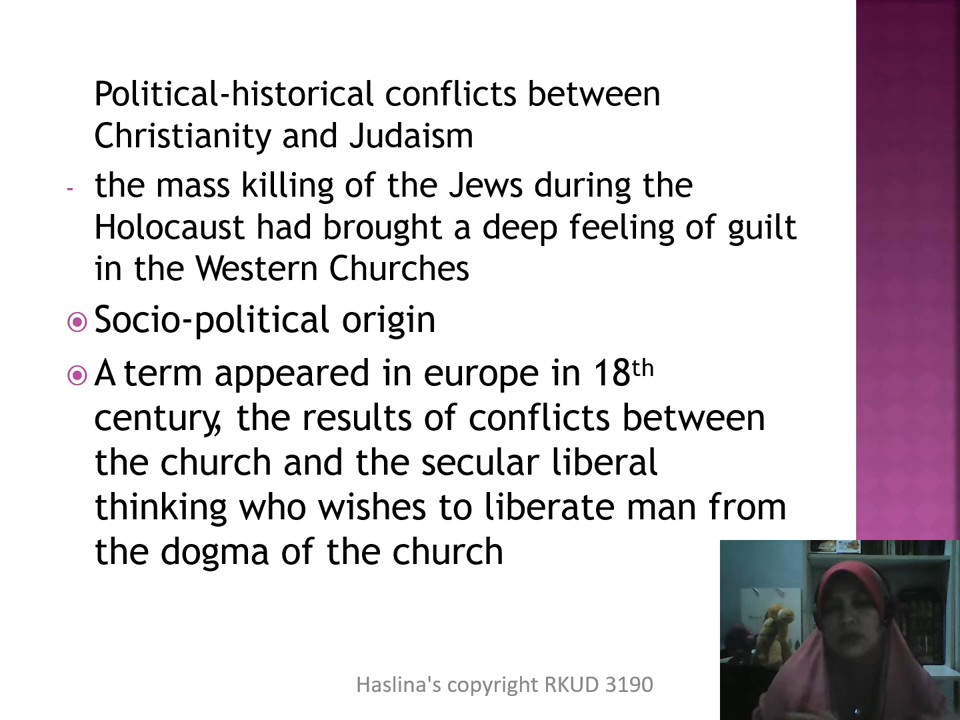 Political-historical conflicts between
Christianity and Judaism
- the mass killing of the Jews during the
Holocaust had brought a deep feeling of guilt
in the Western Churches
Socio-political origin
A term appeared in europe in 18th
century, the results of conflicts between
the church and the secular liberal
thinking who wishes to liberate man from
the dogma of the church
Haslina's copyright RKUD 3190